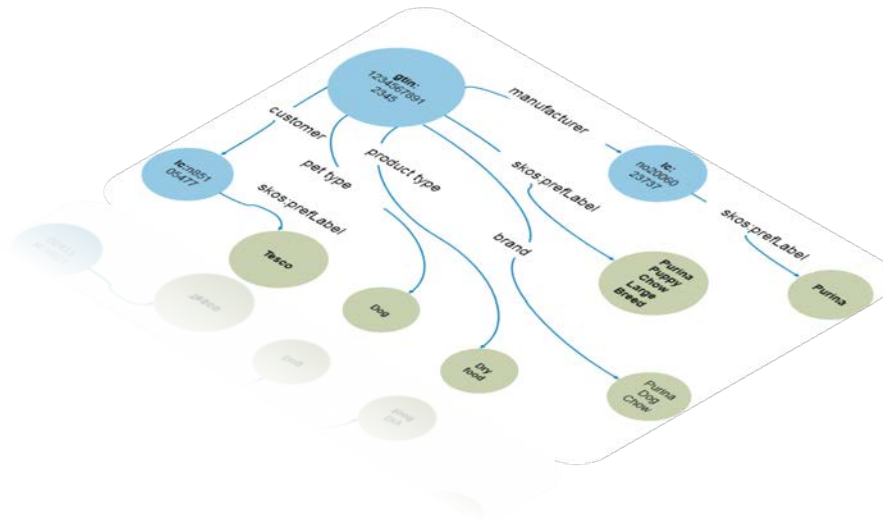 gtin:
1234567891
2345
manufacturer
customer
lc:
no20060
23737
lc:n851
05477
pet type
product type
skos:prefLabel
skos:prefLabel
skos:prefLabel
brand
Tesco
Purina
Puppy
Chow
Large
Breed
Purina
Dog
Dry
food
Purina
Dog
Chow